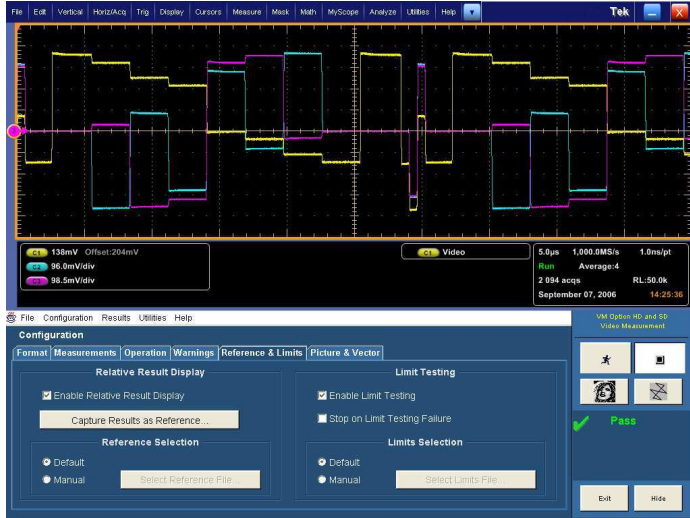 File Edit Vertical Horiz/Acq Trig Display Cursors Measure Mask Math MyScope Analyze Utilities Help Tek X
C1 138mV Offset:204mV
C2 96.0mV/div
C3 98.5mV/div
C1 Video
5.0µs 1,000.0MS/s 1.0ns/pt
Run Average:4
2 094 acqs RL:50.0k
September 07, 2006 14:25:36
File Configuration Results Utilities Help
VM Option HD and SD
Video Measurement
Configuration
Format Measurements Operation Warnings Reference & Limits Picture & Vector
Relative Result Display
Enable Relative Result Display
Capture Results as Reference...
Reference Selection
Default
Manual
Select Reference File...
Limit Testing
Enable Limit Testing
Stop on Limit Testing Failure
Limits Selection
Default
Manual
Select Limits File...
Pass
Exit Hide